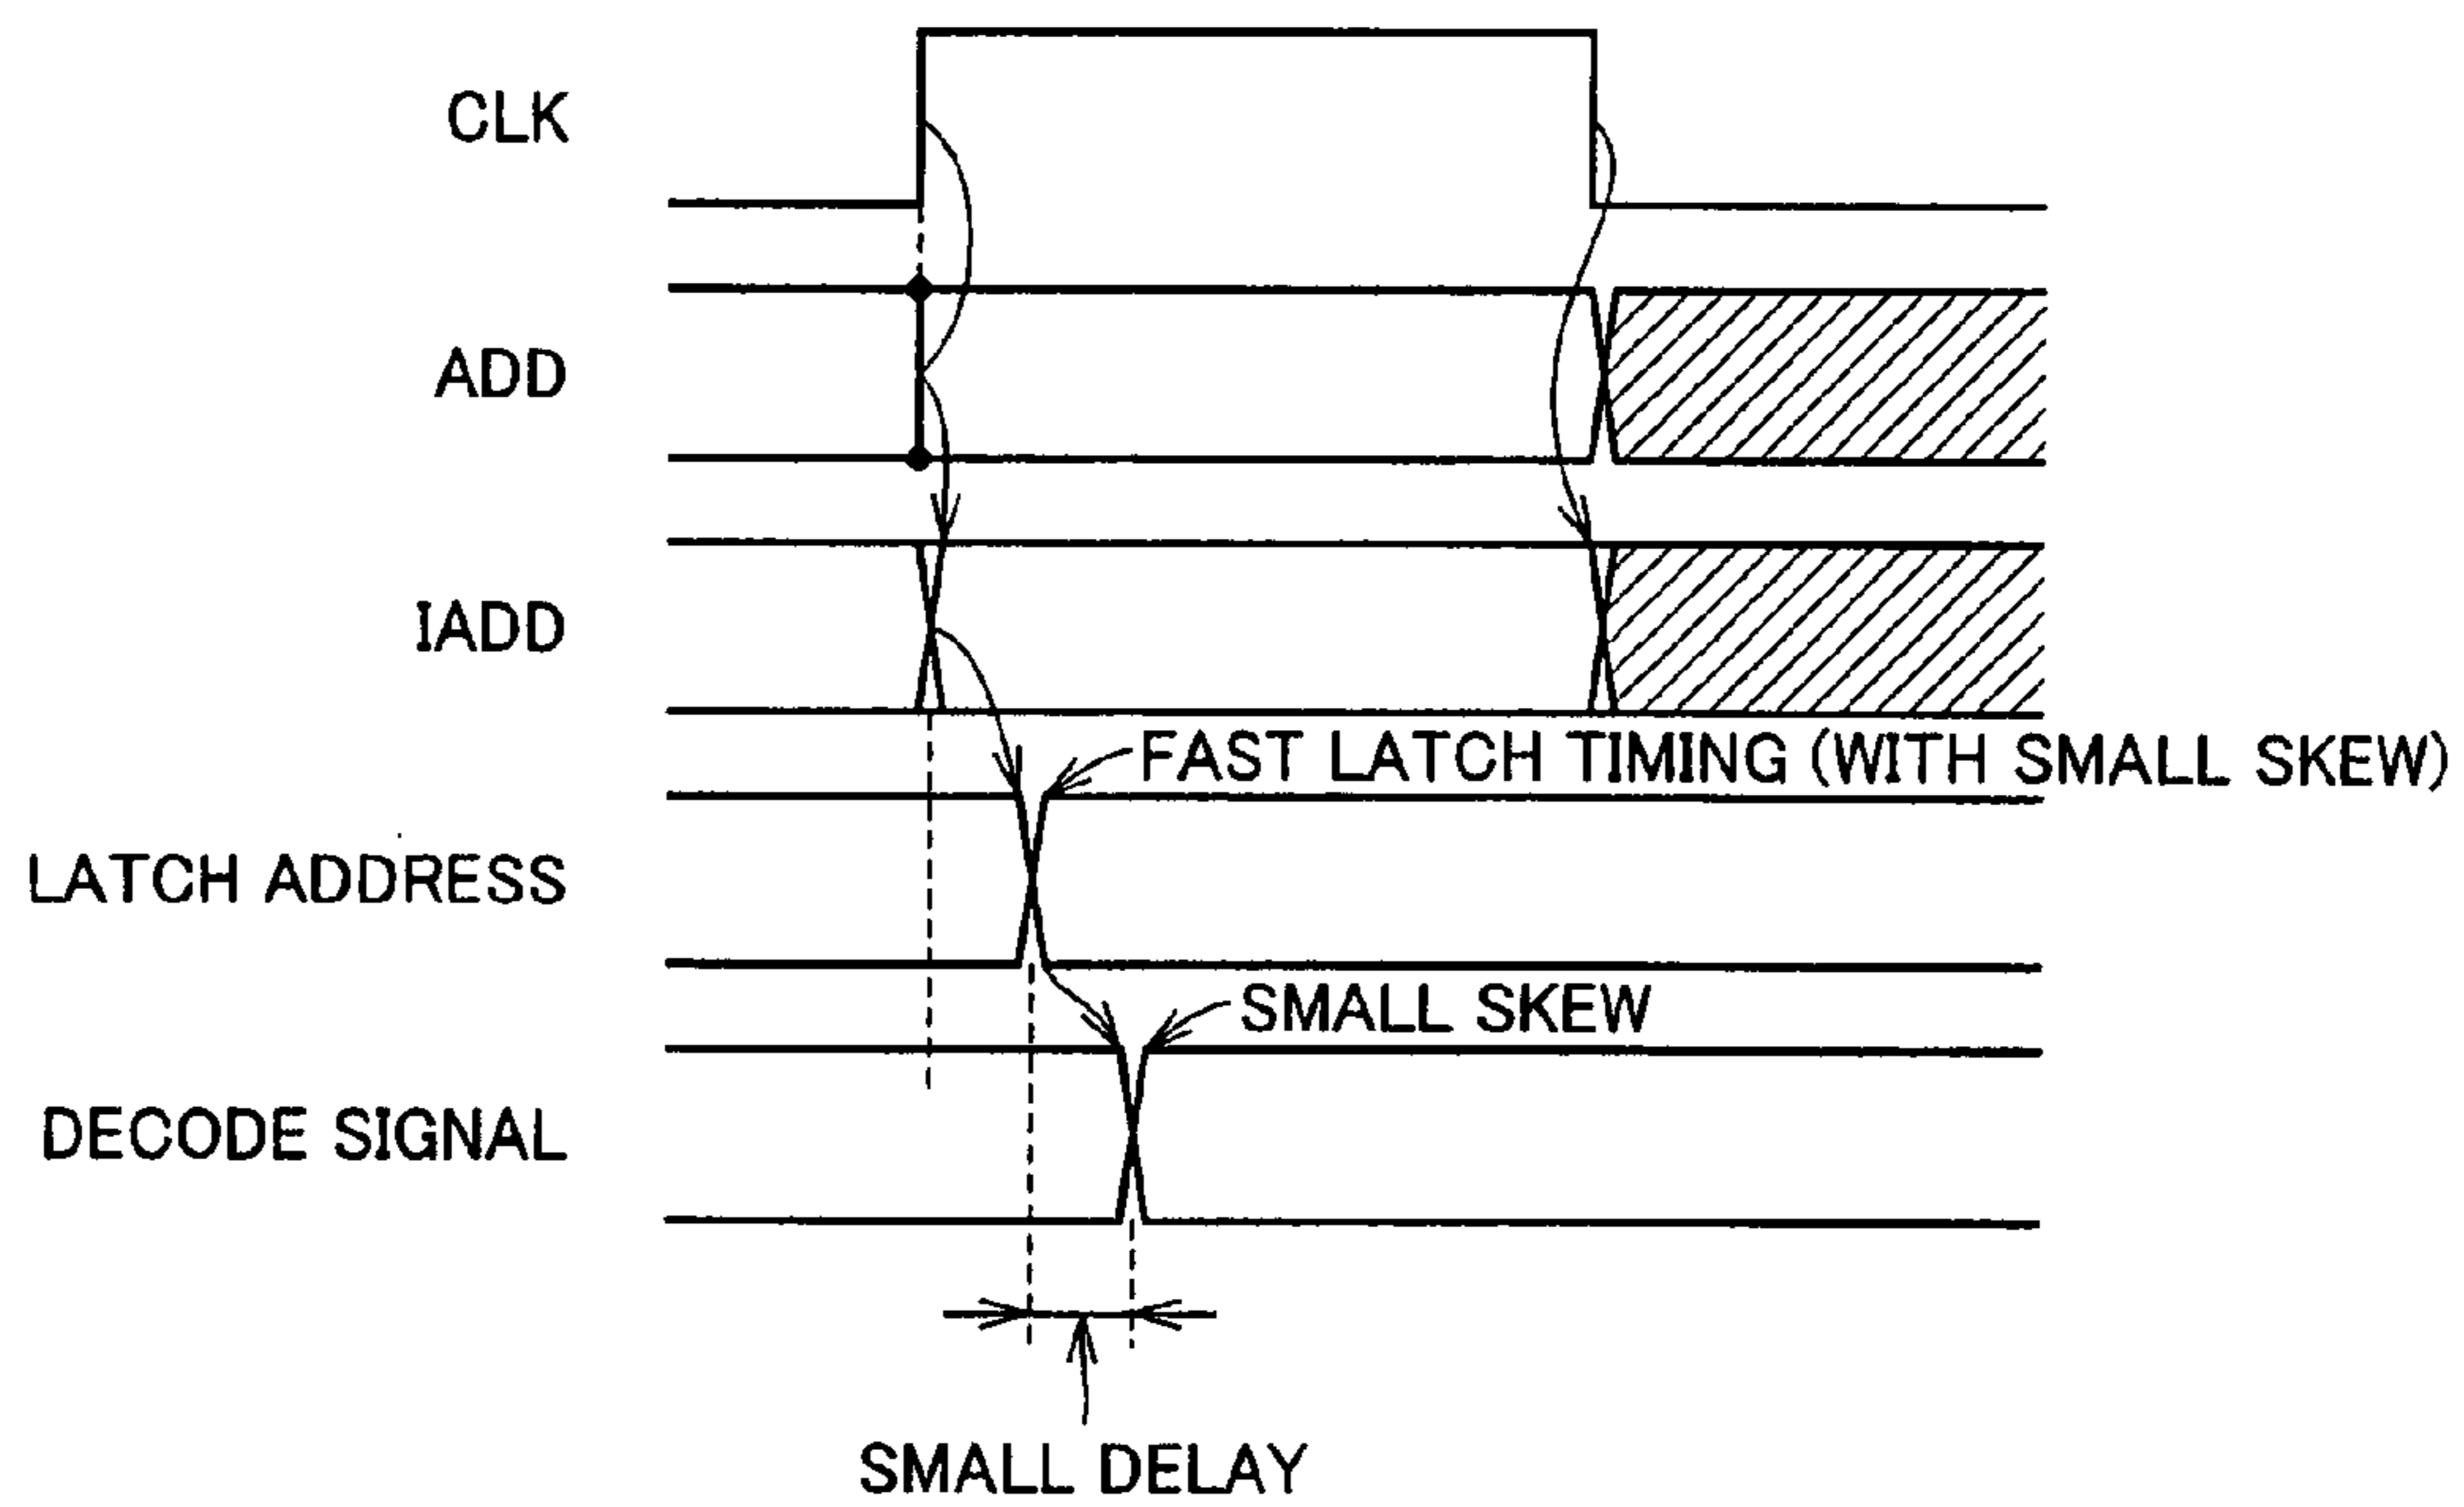 CLK
ADD
IADD
FAST LATCH TIMING (WITH SMALL SKEW)
LATCH ADDRESS
SMALL SKEW
DECODE SIGNAL
SMALL DELAY